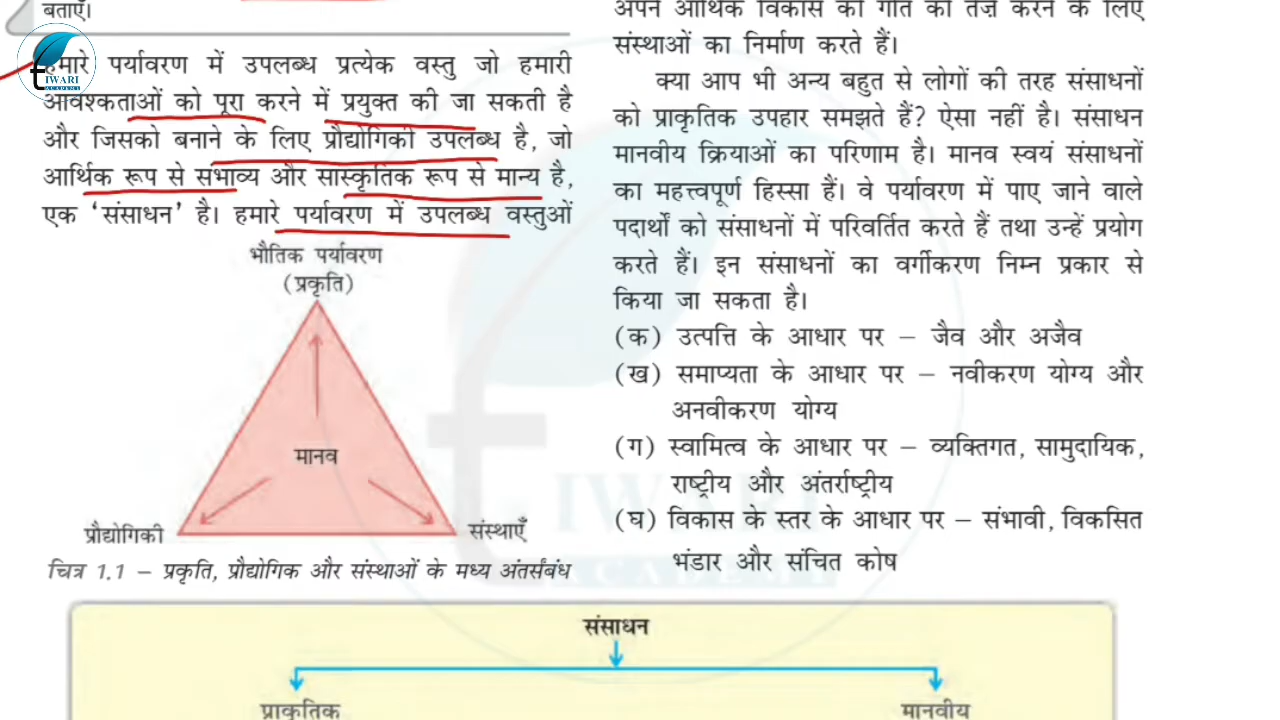 बताएँ।
हमारे पर्यावरण में उपलब्ध प्रत्येक वस्तु जो हमारी
आवश्कताओं को पूरा करने में प्रयुक्त की जा सकती है
और जिसको बनाने के लिए प्रौद्योगिकी उपलब्ध है, जो
आर्थिक रूप से संभाव्य और सांस्कृतिक रूप से मान्य है,
एक ‘संसाधन’ है। हमारे पर्यावरण में उपलब्ध वस्तुओं
भौतिक पर्यावरण
(प्रकृति)
मानव
प्रौद्योगिकी
संस्थाएँ
चित्र 1.1 – प्रकृति, प्रौद्योगिक और संस्थाओं के मध्य अंतर्संबंध
अपने आर्थिक विकास की गति को तेज़ करने के लिए
संस्थाओं का निर्माण करते हैं।
क्या आप भी अन्य बहुत से लोगों की तरह संसाधनों
को प्राकृतिक उपहार समझते हैं? ऐसा नहीं है। संसाधन
मानवीय क्रियाओं का परिणाम है। मानव स्वयं संसाधनों
का महत्त्वपूर्ण हिस्सा हैं। वे पर्यावरण में पाए जाने वाले
पदार्थों को संसाधनों में परिवर्तित करते हैं तथा उन्हें प्रयोग
करते हैं। इन संसाधनों का वर्गीकरण निम्न प्रकार से
किया जा सकता है।
(क) उत्पत्ति के आधार पर – जैव और अजैव
(ख) समाप्यता के आधार पर – नवीकरण योग्य और
अनवीकरण योग्य
(ग) स्वामित्व के आधार पर – व्यक्तिगत, सामुदायिक,
राष्ट्रीय और अंतर्राष्ट्रीय
(घ) विकास के स्तर के आधार पर – संभावी, विकसित
भंडार और संचित कोष
संसाधन
प्राकृतिक
मानवीय
tIWARI
ACADEMY
tIWARI
ACADEMY